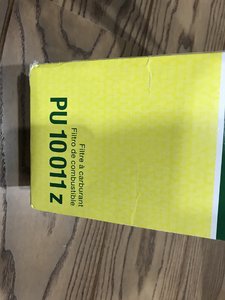 Filtre à carburant
Filtro de combustible
PU 10 011 z